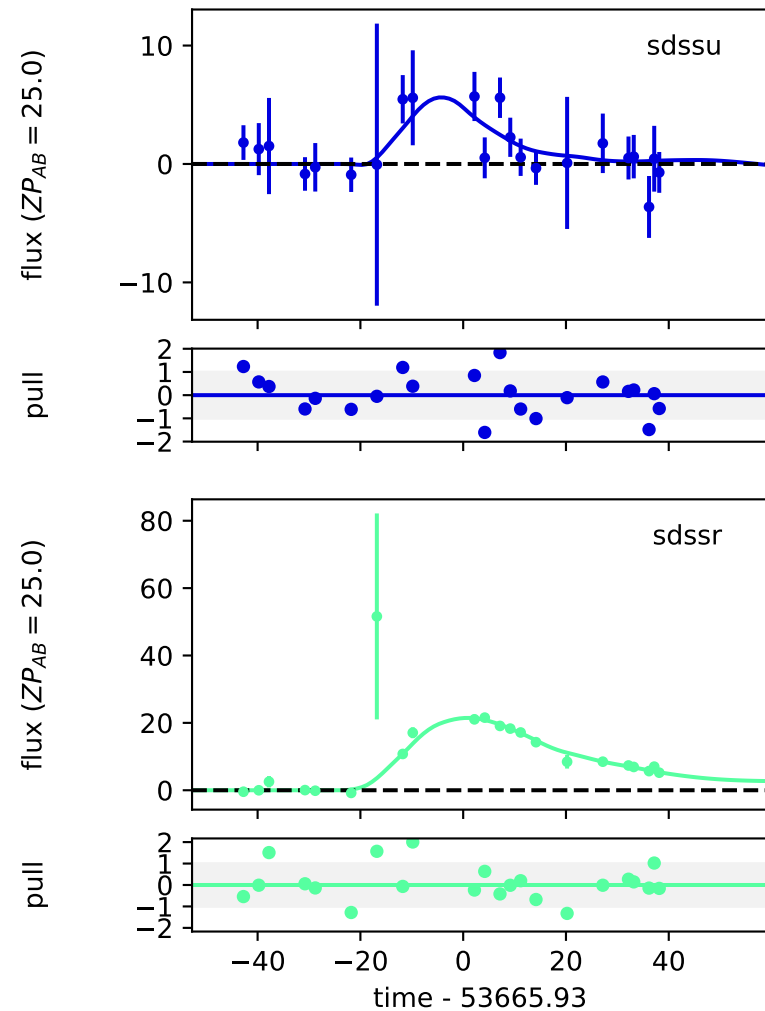 flux (ZP_AB = 25.0)
10
0
−10
sdssu
pull
2
1
0
−1
−2
flux (ZP_AB = 25.0)
80
60
40
20
0
sdssr
pull
2
1
0
−1
−2
−40 −20 0 20 40
time - 53665.93